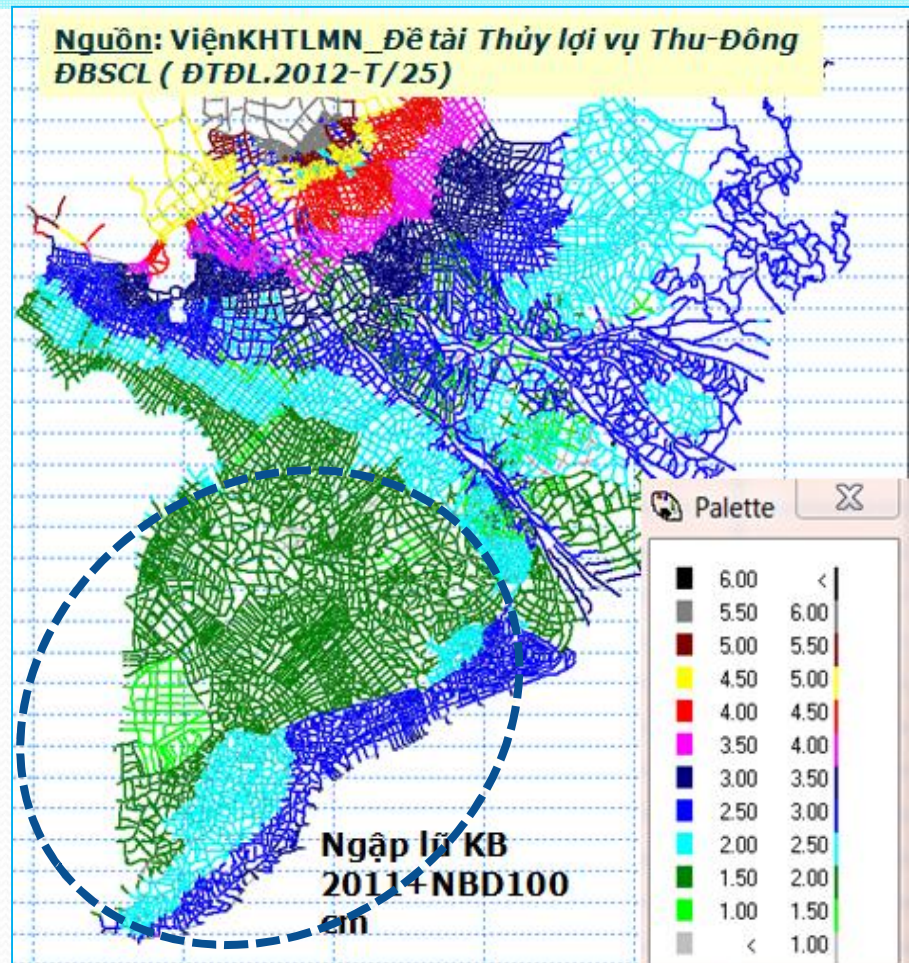 Nguồn: ViệnKHTLMN_Đề tài Thủy lợi vụ Thu-Đông
ĐBSCL ( ĐTĐL.2012-T/25)
Palette
6.00 <
5.50 6.00
5.00 5.50
4.50 5.00
4.00 4.50
3.50 4.00
3.00 3.50
2.50 3.00
2.00 2.50
1.50 2.00
1.00 1.50
< 1.00
Ngập lũ KB
2011+NBD100
cm